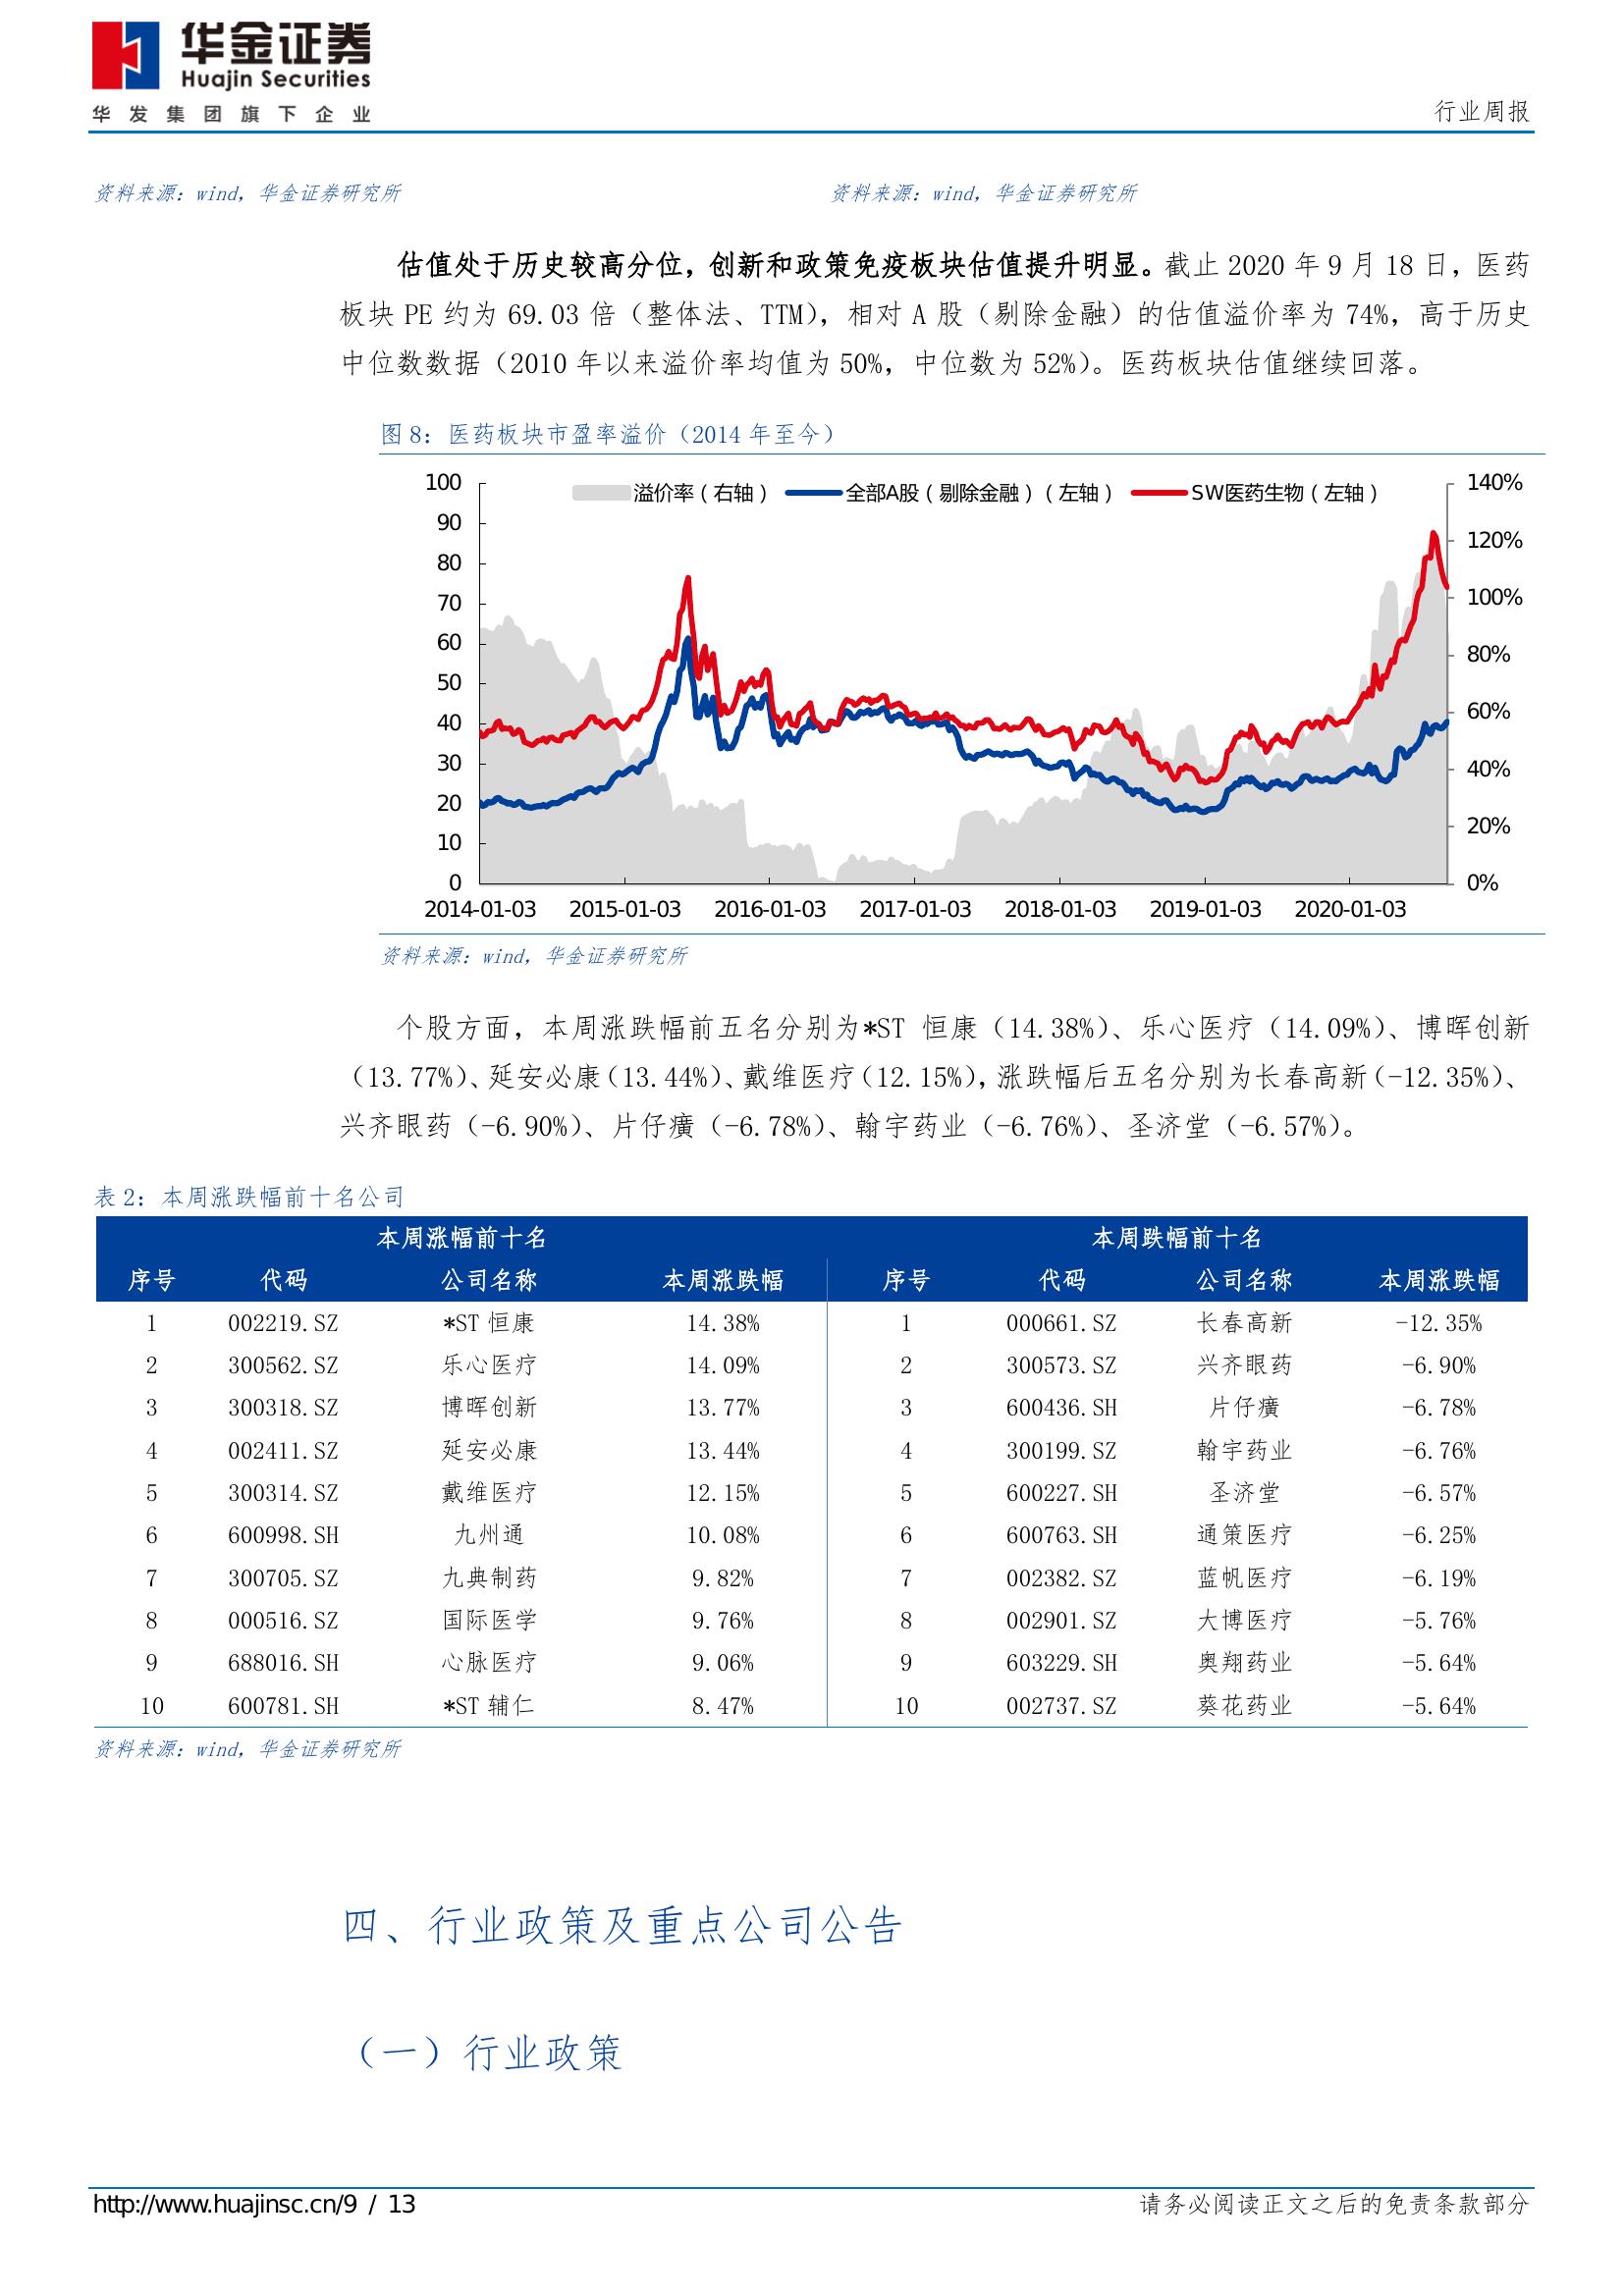 华金证券
Huajin Securities
华发集团旗下企业
行业周报
资料来源：wind，华金证券研究所 资料来源：wind，华金证券研究所
估值处于历史较高分位，创新和政策免疫板块估值提升明显。截止 2020 年 9 月 18 日，医药
板块 PE 约为 69.03 倍（整体法、TTM），相对 A 股（剔除金融）的估值溢价率为 74%，高于历史
中位数数据（2010 年以来溢价率均值为 50%，中位数为 52%）。医药板块估值继续回落。
图 8：医药板块市盈率溢价（2014 年至今）
溢价率（右轴） 全部A股（剔除金融）（左轴） SW医药生物（左轴）
100 140%
90
80 120%
70 100%
60
50 80%
40 60%
30 40%
20 20%
10
0 0%
2014-01-03 2015-01-03 2016-01-03 2017-01-03 2018-01-03 2019-01-03 2020-01-03
资料来源：wind，华金证券研究所
个股方面，本周涨跌幅前五名分别为*ST 恒康（14.38%）、乐心医疗（14.09%）、博晖创新
（13.77%）、延安必康（13.44%）、戴维医疗（12.15%），涨跌幅后五名分别为长春高新（-12.35%）、
兴齐眼药（-6.90%）、片仔癀（-6.78%）、翰宇药业（-6.76%）、圣济堂（-6.57%）。
表 2：本周涨跌幅前十名公司
本周涨幅前十名 本周跌幅前十名
序号 代码 公司名称 本周涨跌幅 序号 代码 公司名称 本周涨跌幅
1 002219.SZ *ST 恒康 14.38% 1 000661.SZ 长春高新 -12.35%
2 300562.SZ 乐心医疗 14.09% 2 300573.SZ 兴齐眼药 -6.90%
3 300318.SZ 博晖创新 13.77% 3 600436.SH 片仔癀 -6.78%
4 002411.SZ 延安必康 13.44% 4 300199.SZ 翰宇药业 -6.76%
5 300314.SZ 戴维医疗 12.15% 5 600227.SH 圣济堂 -6.57%
6 600998.SH 九州通 10.08% 6 600763.SH 通策医疗 -6.25%
7 300705.SZ 九典制药 9.82% 7 002382.SZ 蓝帆医疗 -6.19%
8 000516.SZ 国际医学 9.76% 8 002901.SZ 大博医疗 -5.76%
9 688016.SH 心脉医疗 9.06% 9 603229.SH 奥翔药业 -5.64%
10 600781.SH *ST 辅仁 8.47% 10 002737.SZ 葵花药业 -5.64%
资料来源：wind，华金证券研究所
四、行业政策及重点公司公告
（一）行业政策
http://www.huajinsc.cn/9 / 13 请务必阅读正文之后的免责条款部分